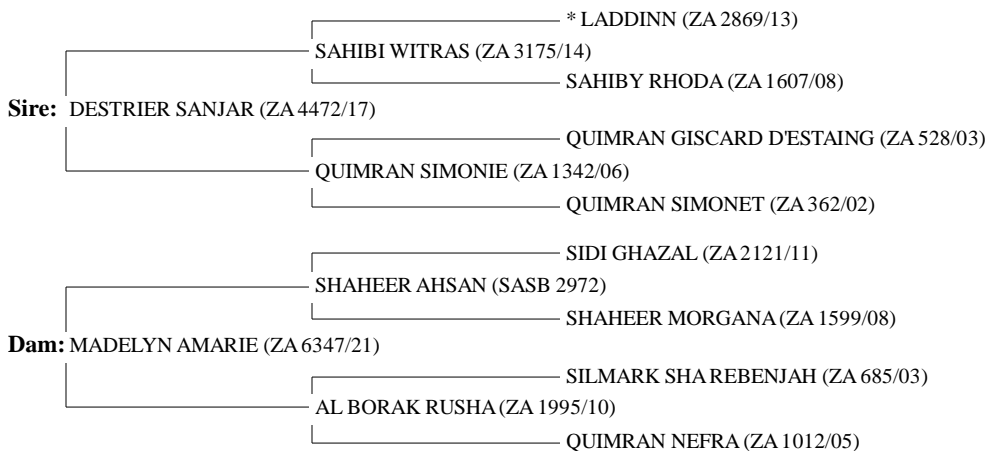 * LADDINN (ZA 2869/13)
SAHIBI WITRAS (ZA 3175/14)
SAHIBY RHODA (ZA 1607/08)
Sire: DESTRIER SANJAR (ZA 4472/17)
QUIMRAN GISCARD D'ESTAING (ZA 528/03)
QUIMRAN SIMONIE (ZA 1342/06)
QUIMRAN SIMONET (ZA 362/02)
SIDI GHAZAL (ZA 2121/11)
SHAHEER AHSAN (SASB 2972)
SHAHEER MORGANA (ZA 1599/08)
Dam: MADELYN AMARIE (ZA 6347/21)
SILMARK SHA REBENJAH (ZA 685/03)
AL BORAK RUSHA (ZA 1995/10)
QUIMRAN NEFRA (ZA 1012/05)